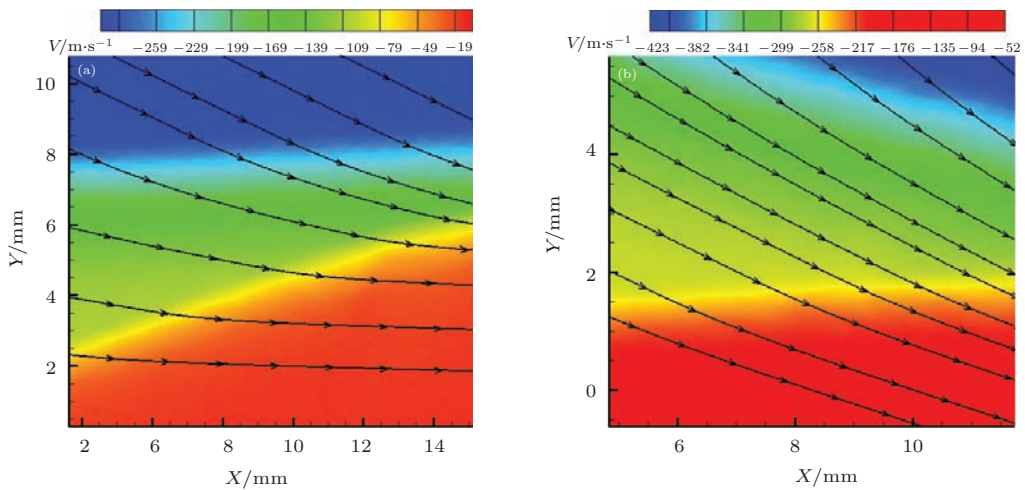 V/m·s⁻¹ −259 −229 −199 −169 −139 −109 −79 −49 −19
(a)
10
8
6
4
2
Y/mm
2 4 6 8 10 12 14
X/mm
V/m·s⁻¹ −423 −382 −341 −299 −258 −217 −176 −135 −94 −52
(b)
4
2
0
Y/mm
6 8 10
X/mm